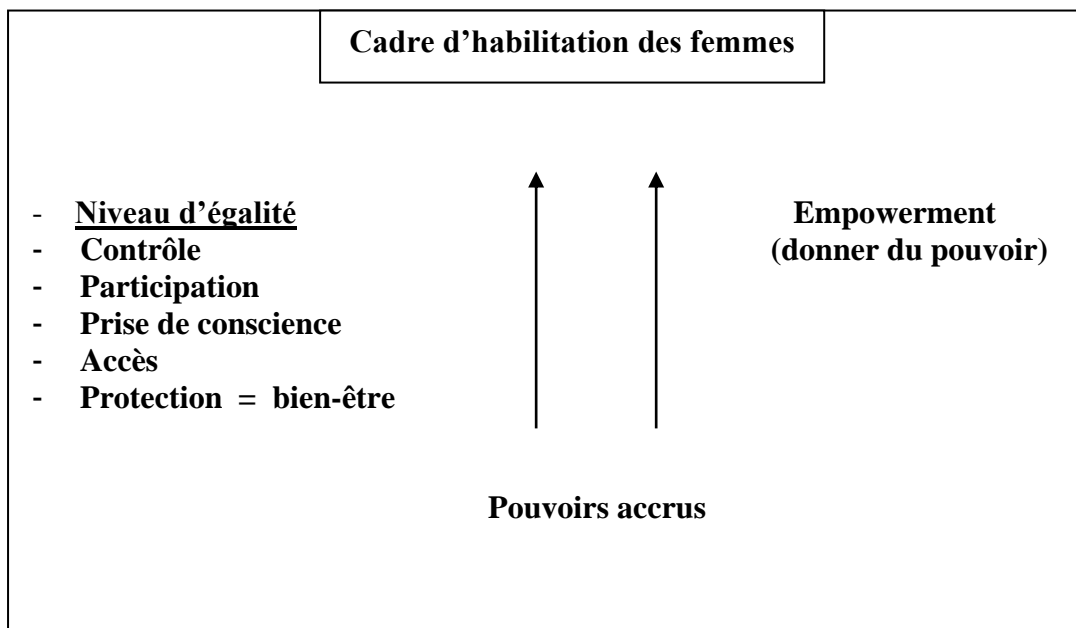 Cadre d’habilitation des femmes
- Niveau d’égalité
- Contrôle
- Participation
- Prise de conscience
- Accès
- Protection = bien-être
Empowerment
(donner du pouvoir)
Pouvoirs accrus